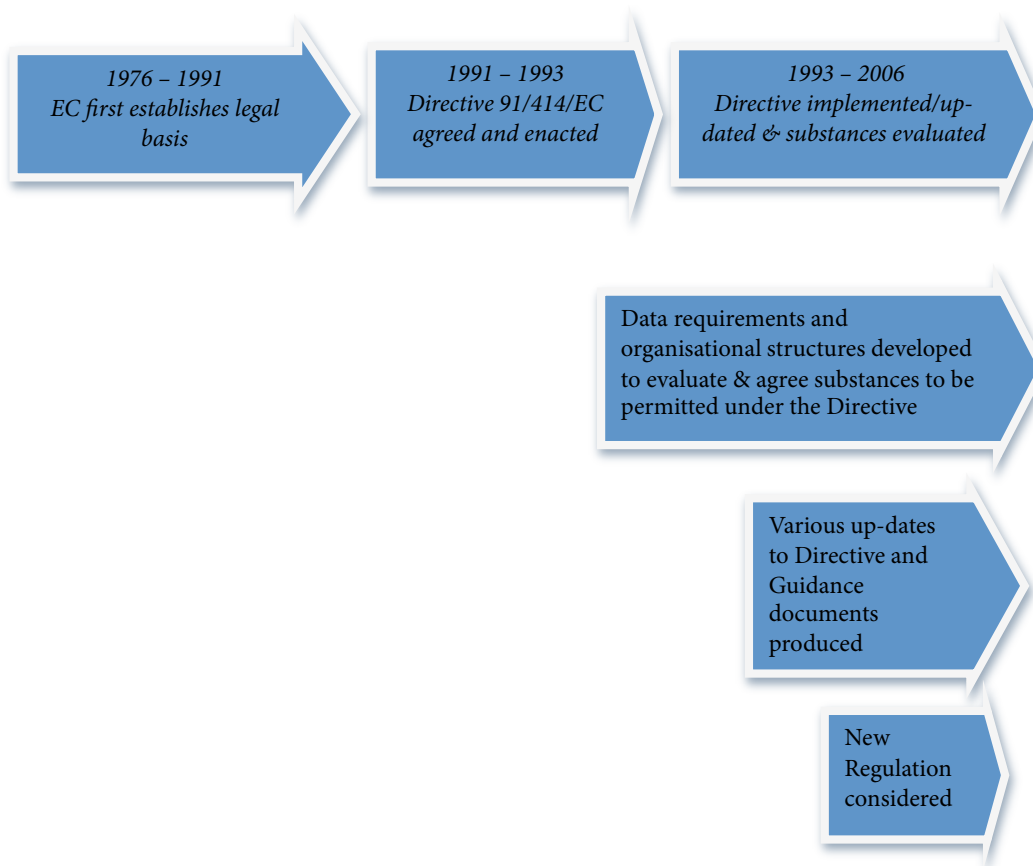 1976 – 1991
EC first establishes legal
basis
1991 – 1993
Directive 91/414/EC
agreed and enacted
1993 – 2006
Directive implemented/up-
dated & substances evaluated
Data requirements and
organisational structures developed
to evaluate & agree substances to be
permitted under the Directive
Various up-dates
to Directive and
Guidance
documents
produced
New
Regulation
considered